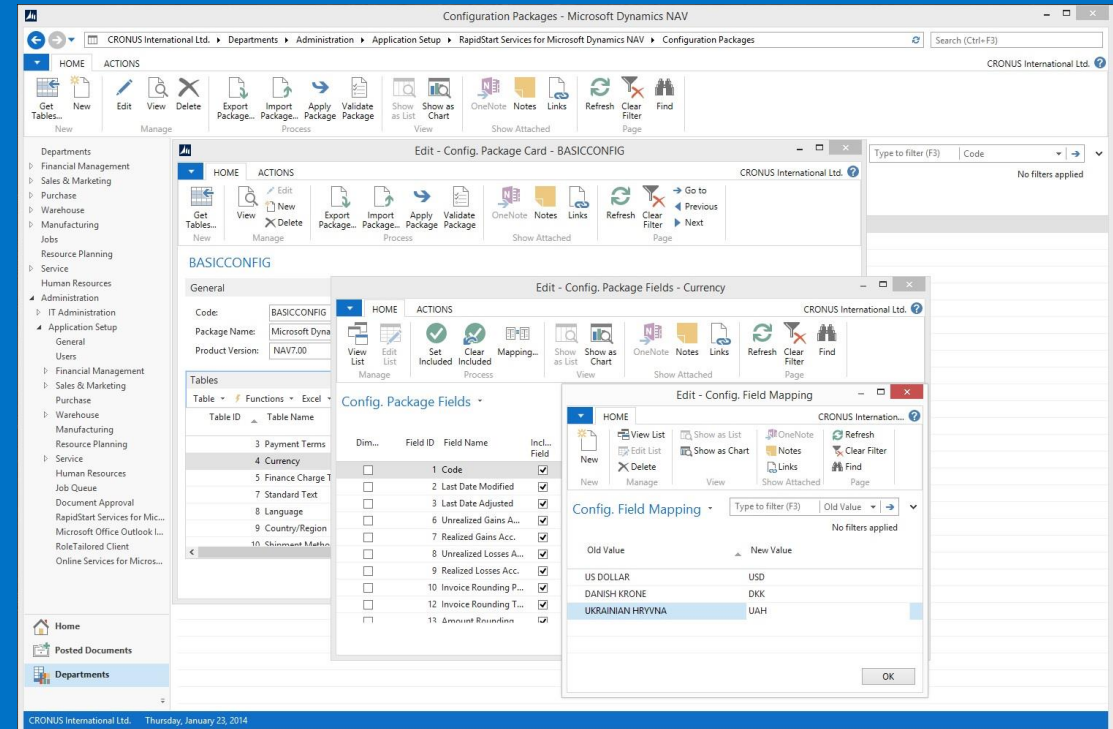 Configuration Packages - Microsoft Dynamics NAV
CRONUS International Ltd. Departments Administration Application Setup RapidStart Services for Microsoft Dynamics NAV Configuration Packages
Search (Ctrl+F3)
HOME ACTIONS
CRONUS International Ltd.
Get Tables... New Edit View Delete Export Package... Import Package... Apply Package Validate Package Show as List Show as Chart OneNote Notes Links Refresh Clear Filter Find
New Manage Process View Show Attached Page
Type to filter (F3) Code
No filters applied
Departments
Financial Management
Sales & Marketing
Purchase
Warehouse
Manufacturing
Jobs
Resource Planning
Service
Human Resources
Administration
IT Administration
Application Setup
General
Users
Financial Management
Sales & Marketing
Purchase
Warehouse
Manufacturing
Resource Planning
Service
Human Resources
Job Queue
Document Approval
RapidStart Services for Mic...
Microsoft Office Outlook I...
RoleTailored Client
Online Services for Micros...
Home
Posted Documents
Departments
Edit - Config. Package Card - BASICCONFIG
HOME ACTIONS
CRONUS International Ltd.
Get Tables... View Edit New Delete Export Package... Import Package... Apply Package Validate Package OneNote Notes Links Refresh Clear Filter Go to Previous Next
New Manage Process Show Attached Page
BASICCONFIG
General
Code: BASICCONFIG
Package Name: Microsoft Dyna
Product Version: NAV7.00
Tables
Table Functions Excel
Table ID Table Name
3 Payment Terms
4 Currency
5 Finance Charge T
7 Standard Text
8 Language
9 Country/Region
10 Shipment Metho
Edit - Config. Package Fields - Currency
HOME ACTIONS
CRONUS International Ltd.
View List Edit List Set Included Clear Included Mapping... Show as List Show as Chart OneNote Notes Links Refresh Clear Filter Find
Manage Process View Show Attached Page
Config. Package Fields
Dim... Field ID Field Name Incl... Field
1 Code
2 Last Date Modified
3 Last Date Adjusted
6 Unrealized Gains A...
7 Realized Gains Acc.
8 Unrealized Losses A...
9 Realized Losses Acc.
10 Invoice Rounding P...
12 Invoice Rounding T...
13 Amount Rounding
Edit - Config. Field Mapping
HOME
CRONUS Internation...
New View List Edit List Delete Show as List Show as Chart OneNote Notes Links Refresh Clear Filter Find
New Manage View Show Attached Page
Config. Field Mapping Type to filter (F3) Old Value
No filters applied
Old Value New Value
US DOLLAR USD
DANISH KRONE DKK
UKRAINIAN HRYVNA UAH
OK
CRONUS International Ltd. Thursday, January 23, 2014